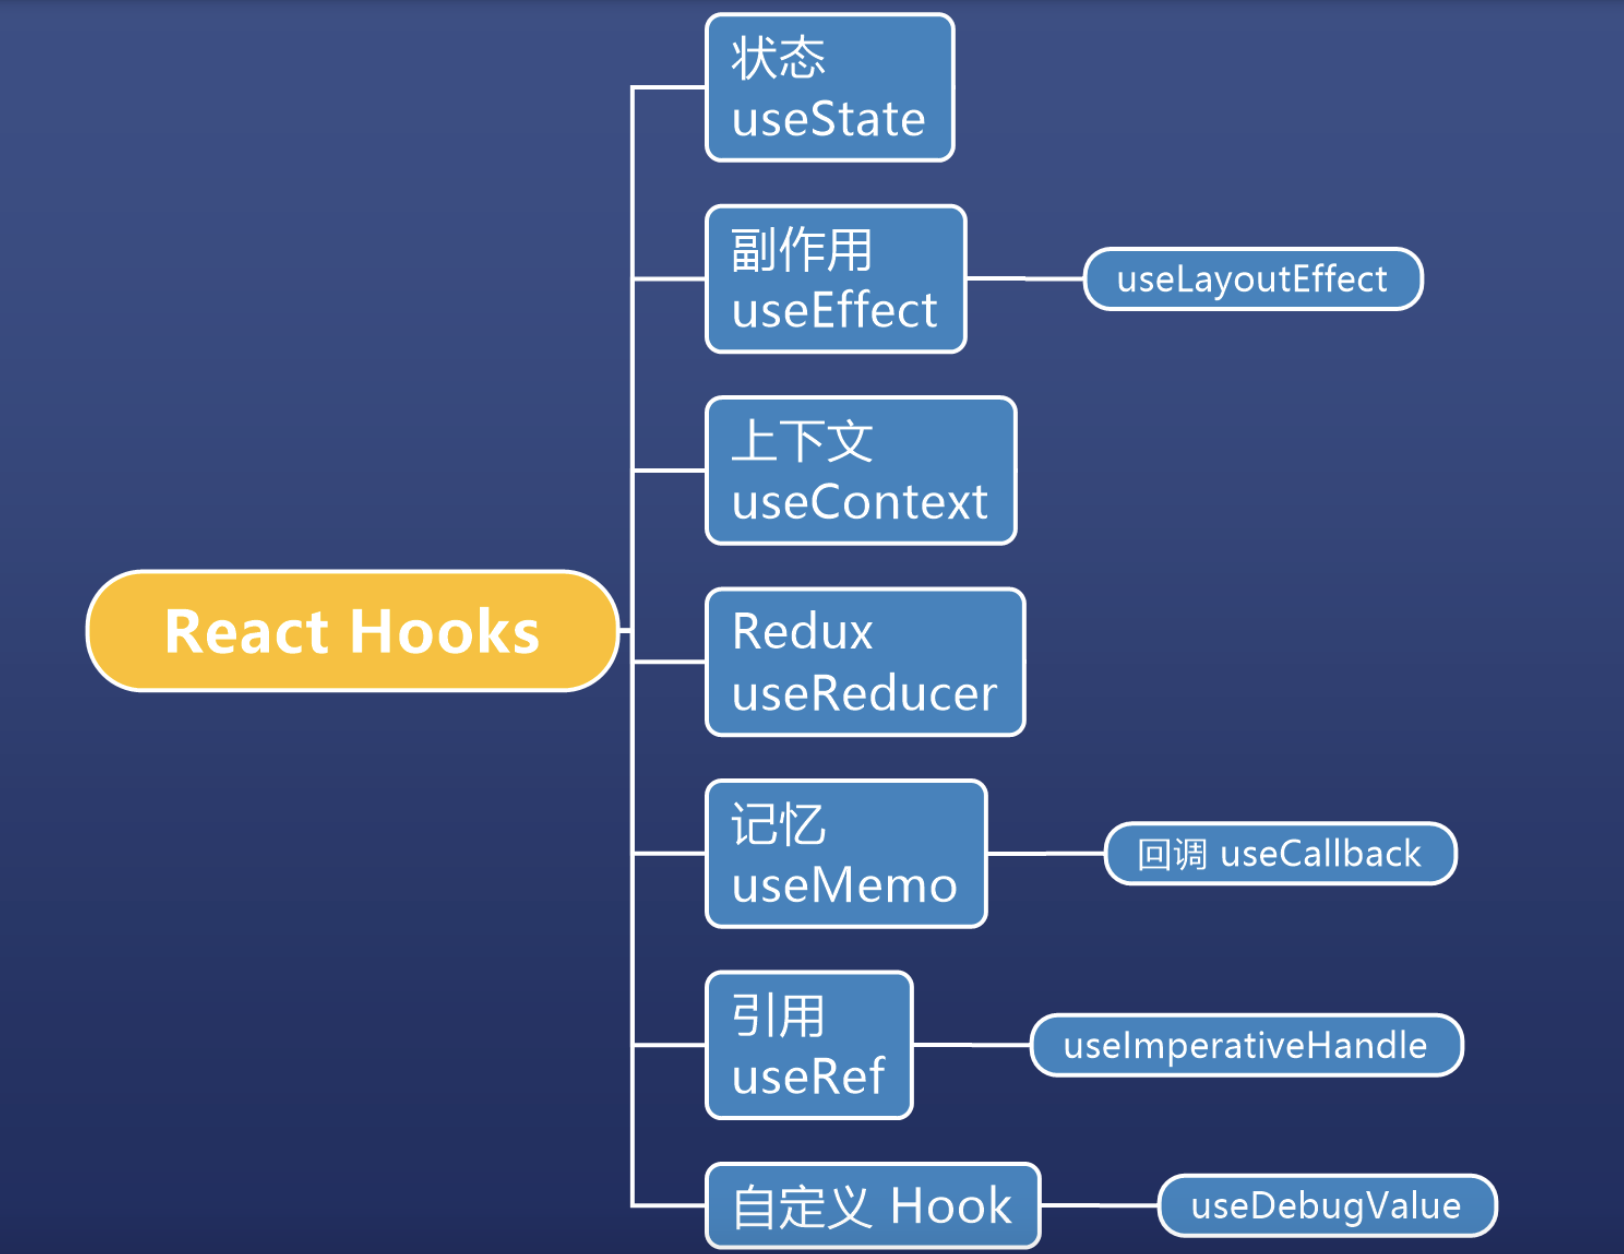 React Hooks
状态
useState
副作用
useEffect
useLayoutEffect
上下文
useContext
Redux
useReducer
记忆
useMemo
回调 useCallback
引用
useRef
useImperativeHandle
自定义 Hook
useDebugValue